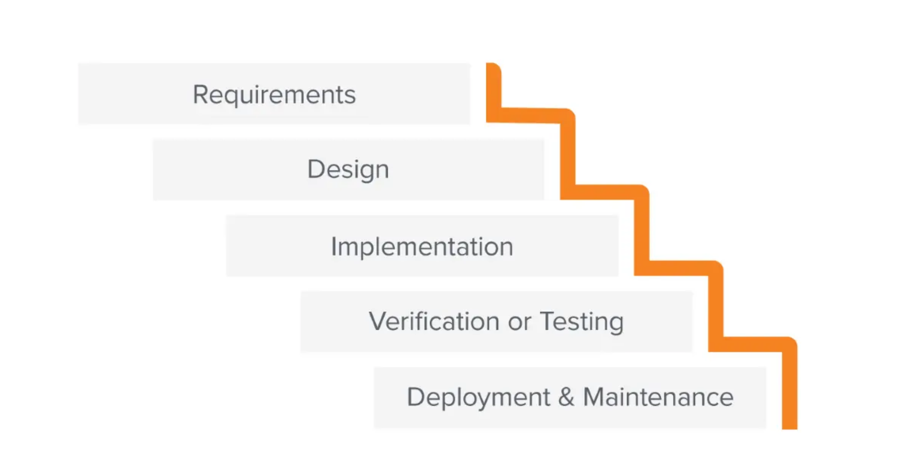 Requirements
Design
Implementation
Verification or Testing
Deployment & Maintenance